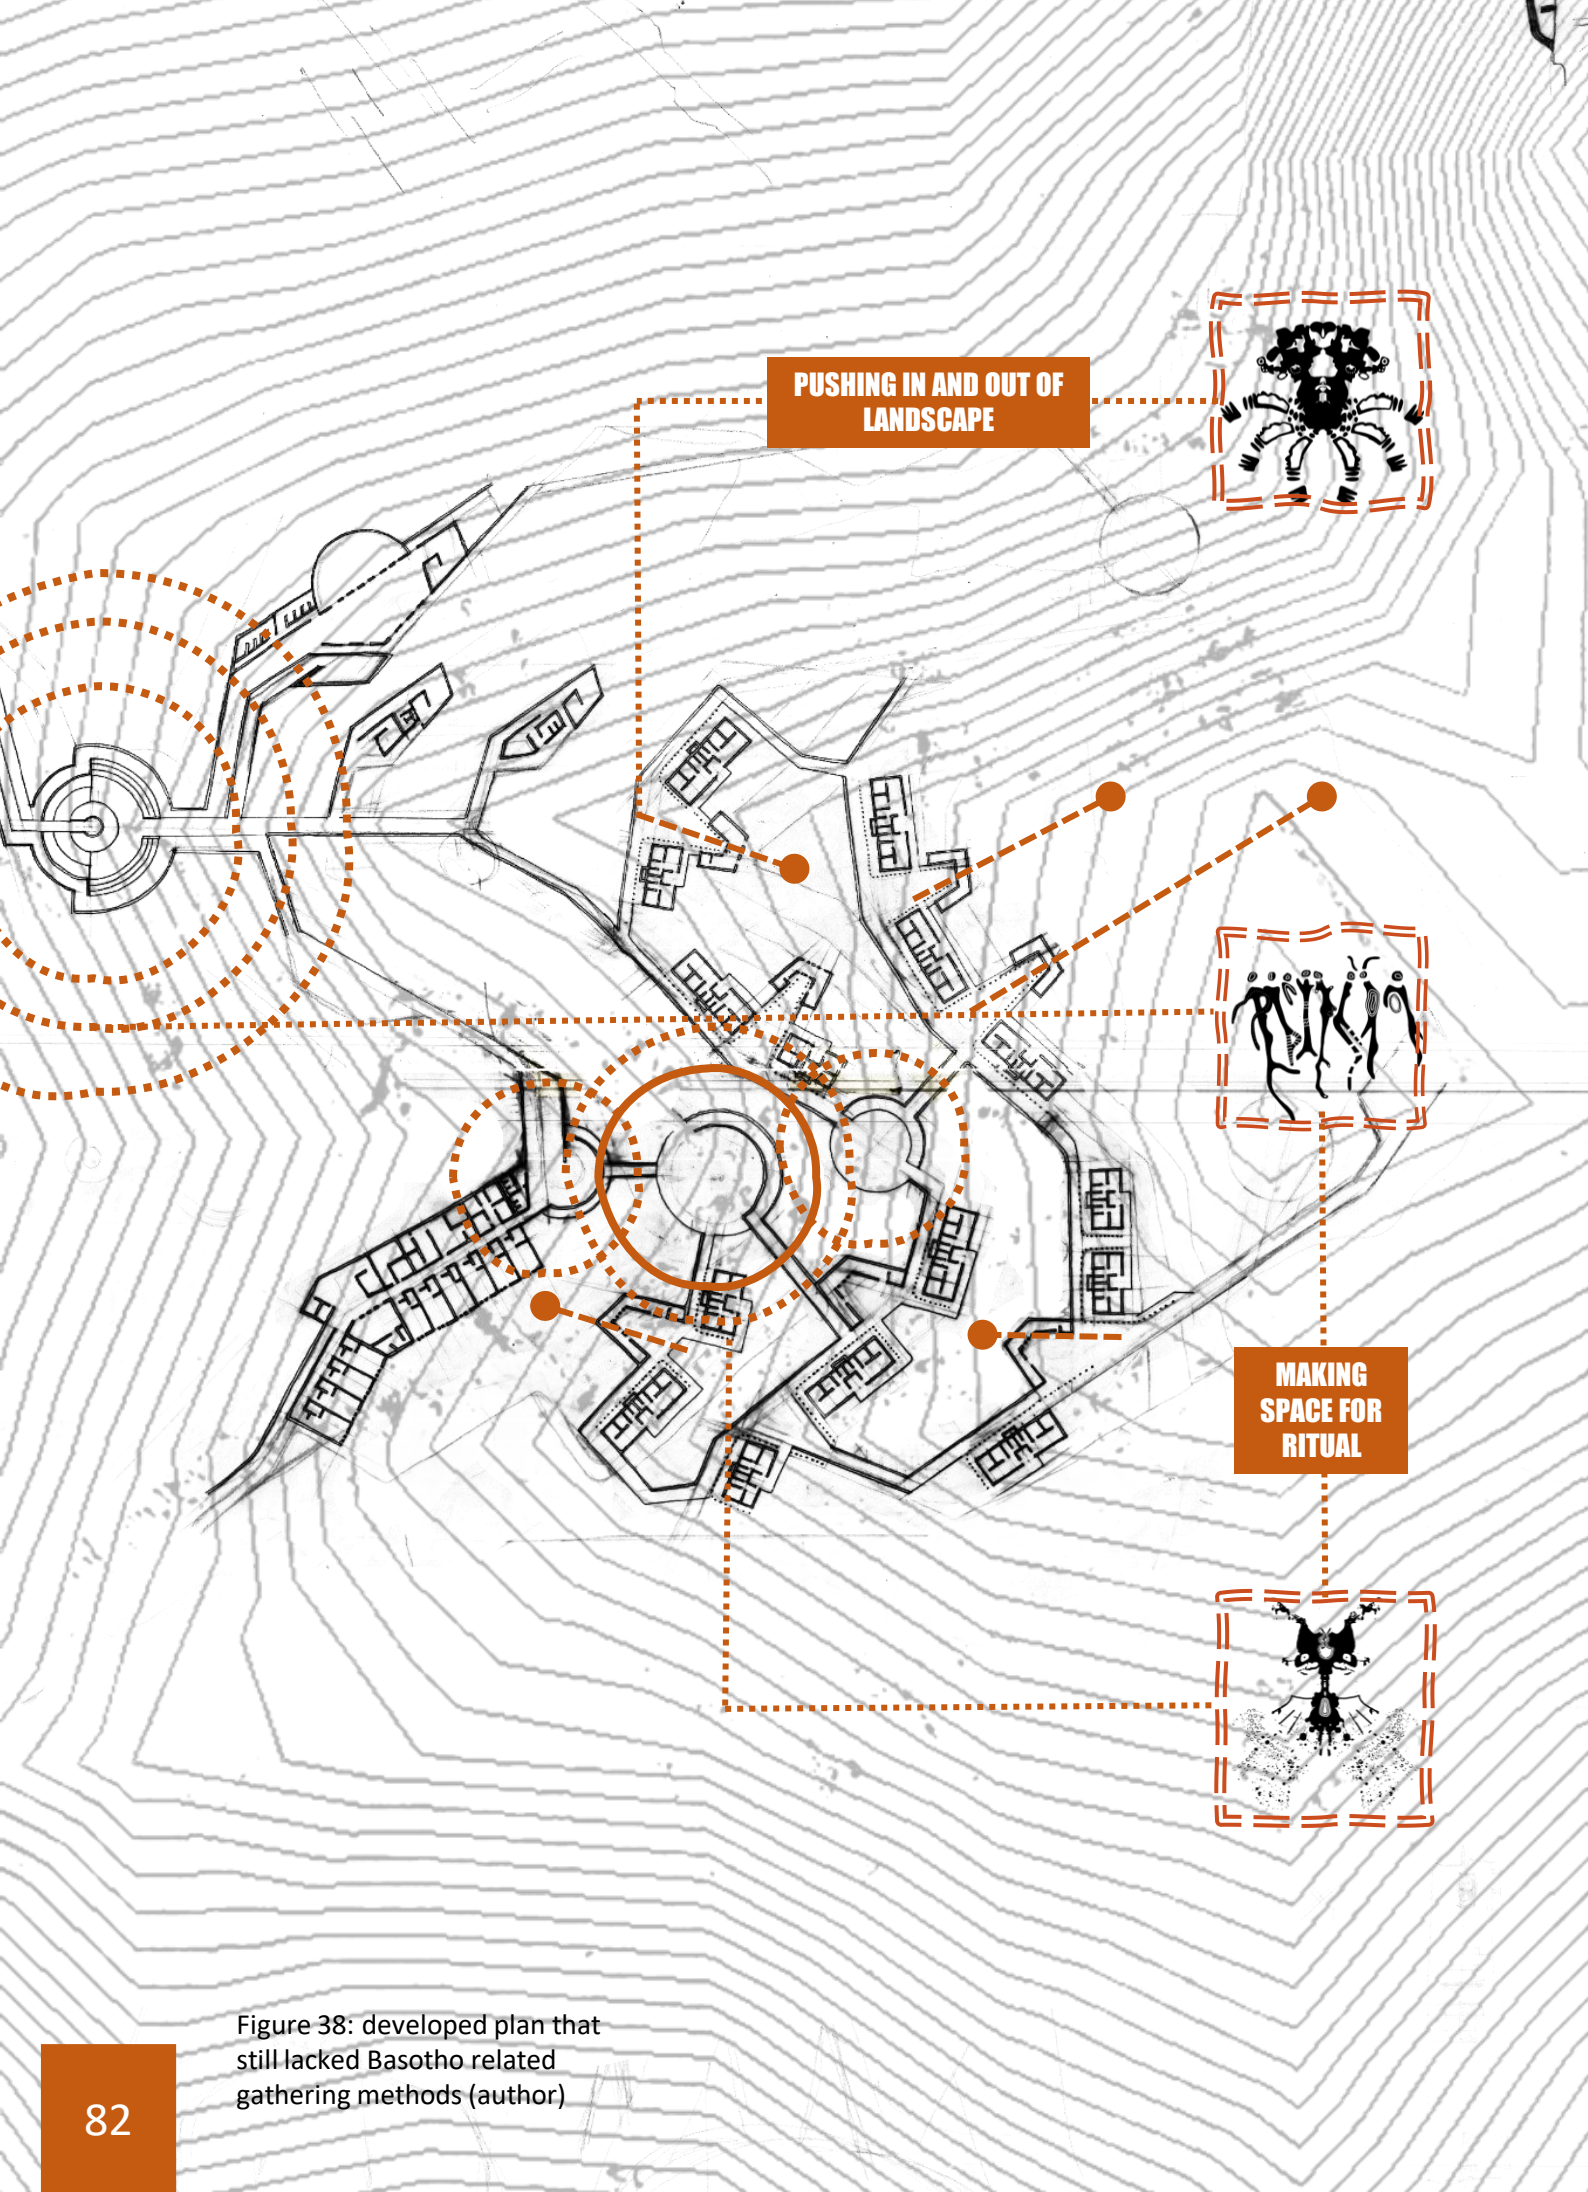 PUSHING IN AND OUT OF
LANDSCAPE
MAKING
SPACE FOR
RITUAL
Figure 38: developed plan that
still lacked Basotho related
gathering methods (author)
82